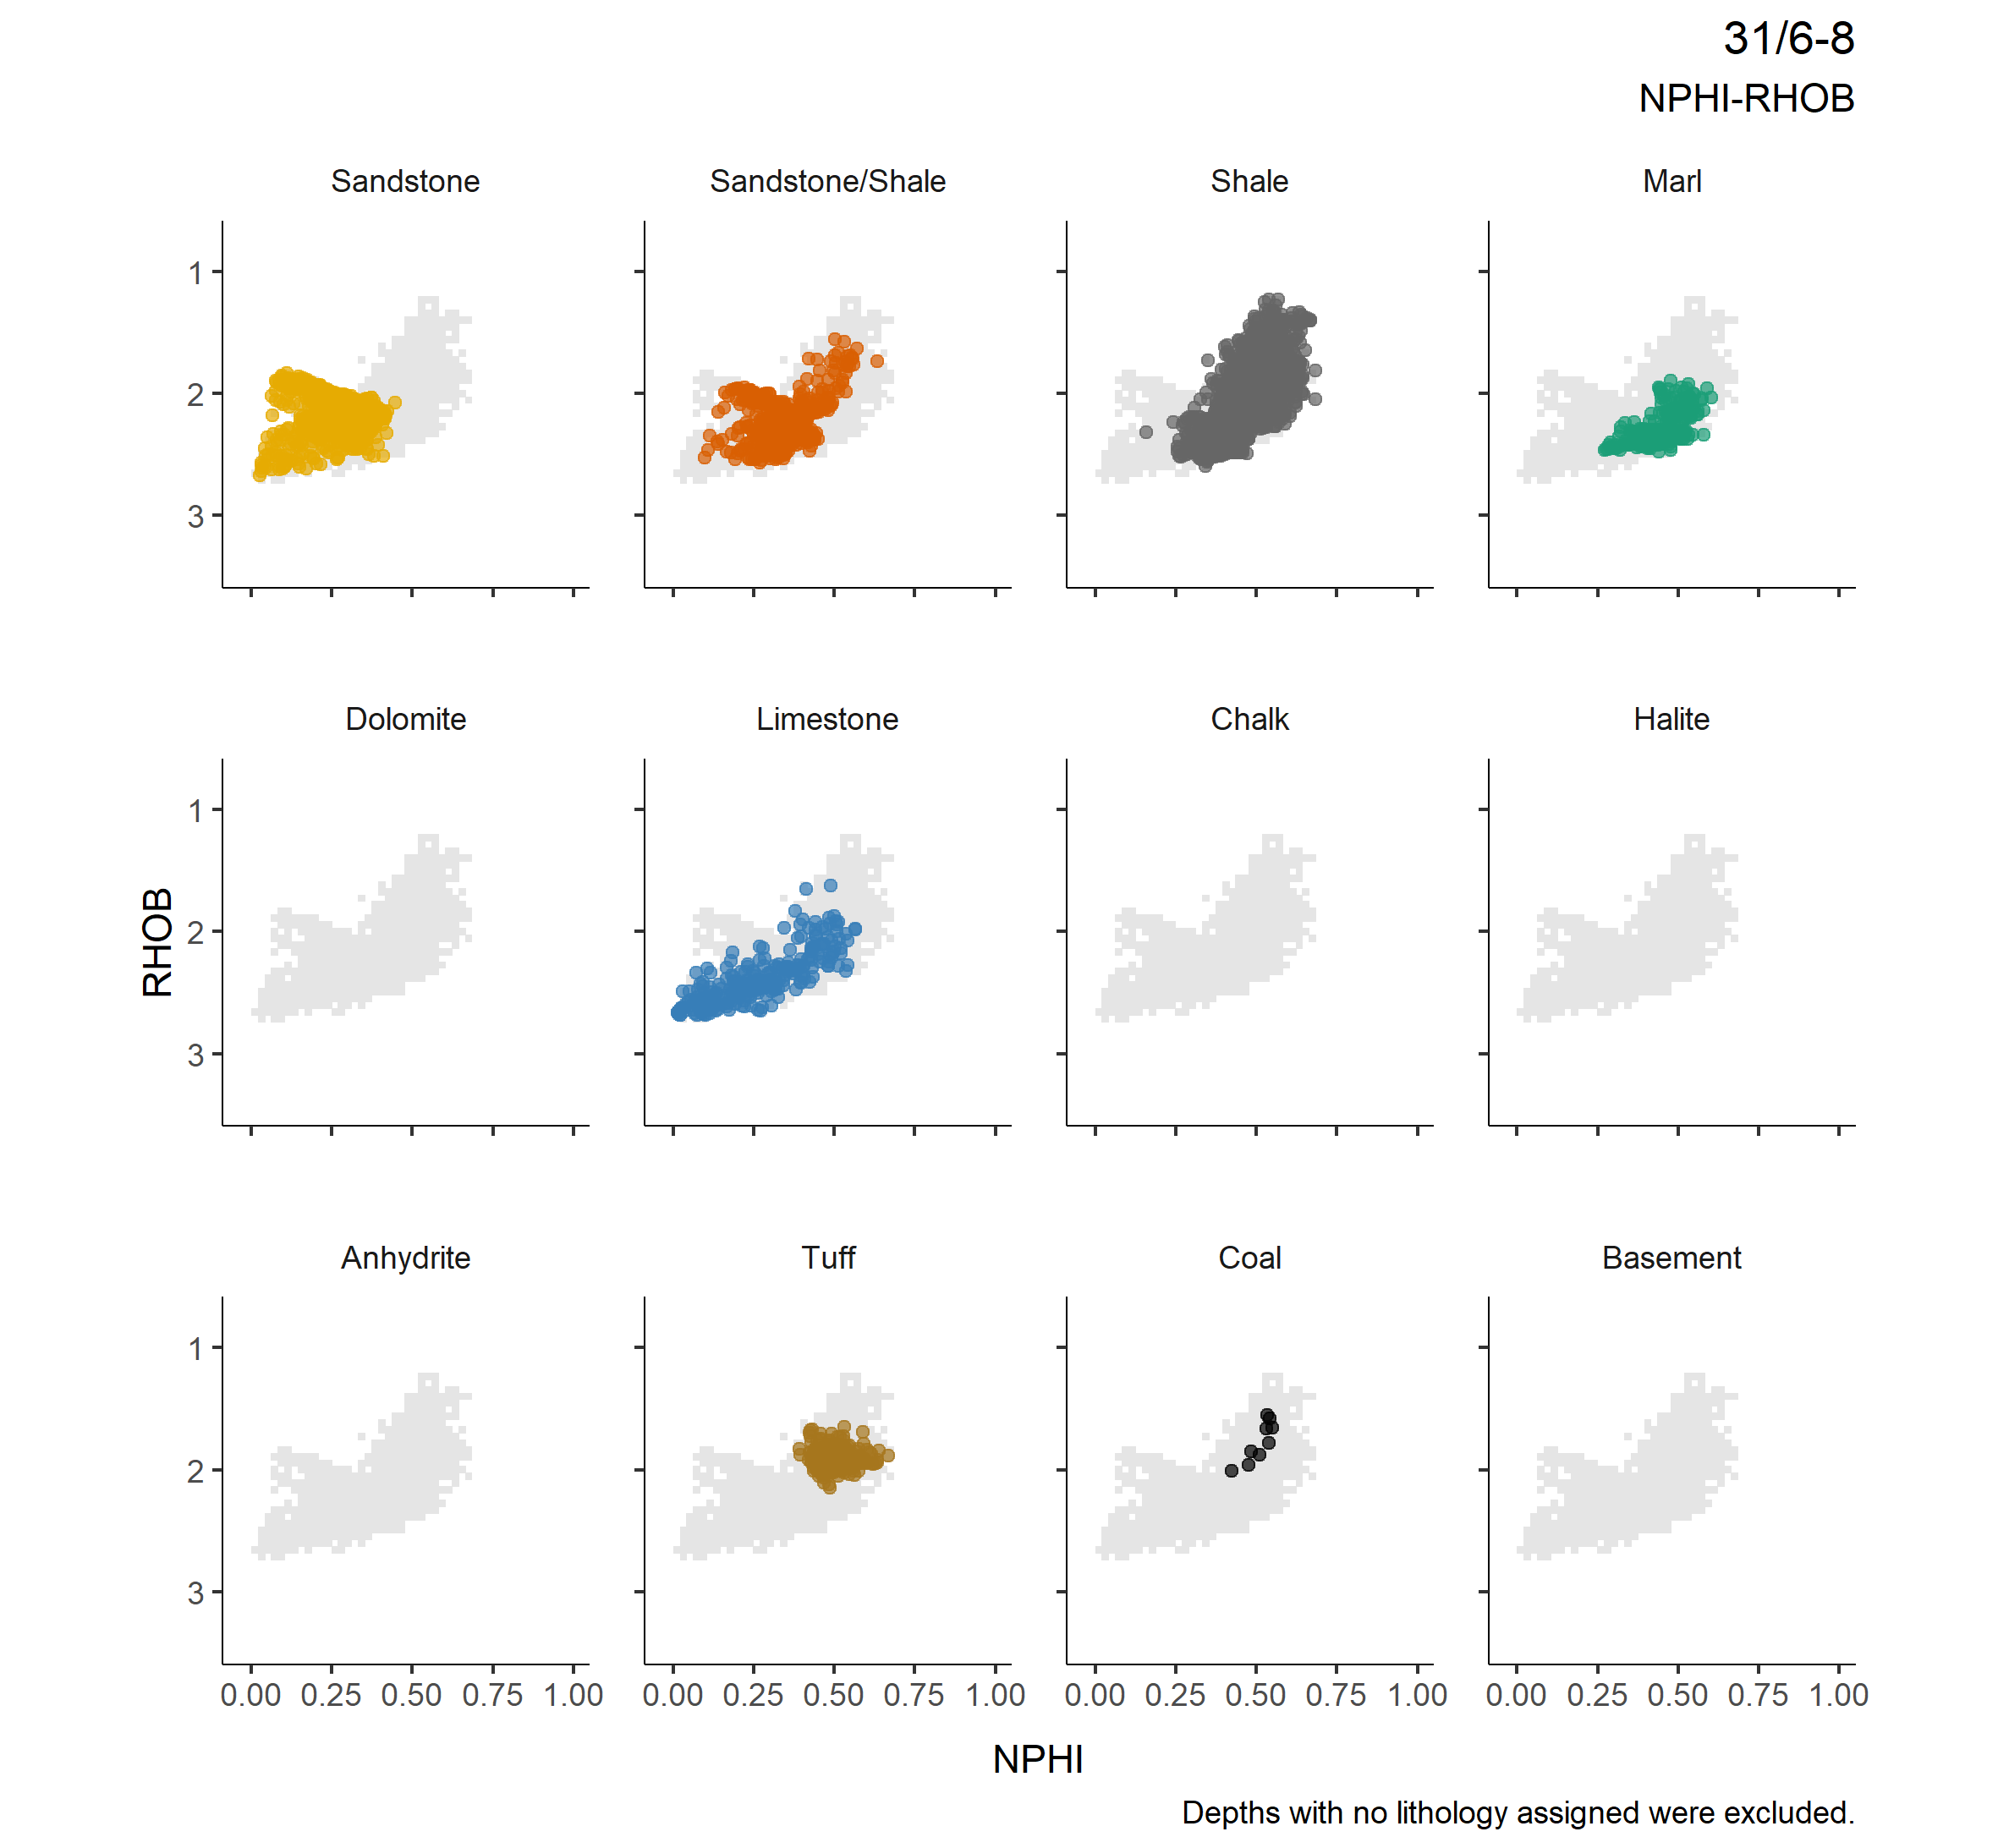 31/6-8
NPHI-RHOB
Sandstone Sandstone/Shale Shale Marl
1
2
3
Dolomite Limestone Chalk Halite
RHOB
1
2
3
Anhydrite Tuff Coal Basement
1
2
3
0.00 0.25 0.50 0.75 1.00 0.00 0.25 0.50 0.75 1.00 0.00 0.25 0.50 0.75 1.00 0.00 0.25 0.50 0.75 1.00
NPHI
Depths with no lithology assigned were excluded.